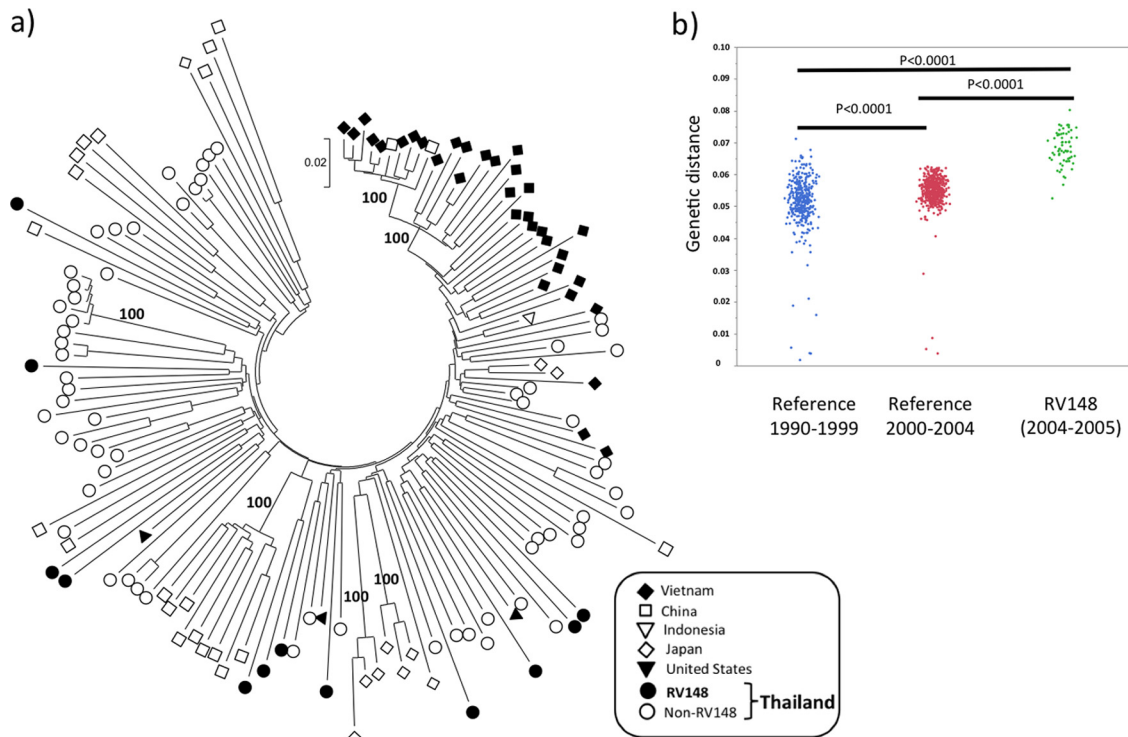 a)
0.02
100
100
100
100
100
100
Vietnam
China
Indonesia
Japan
United States
RV148
Non-RV148
Thailand
b)
0.10
0.09
0.08
0.07
0.06
0.05
0.04
0.03
0.02
0.01
0
Genetic distance
P<0.0001
P<0.0001
P<0.0001
Reference
1990-1999
Reference
2000-2004
RV148
(2004-2005)